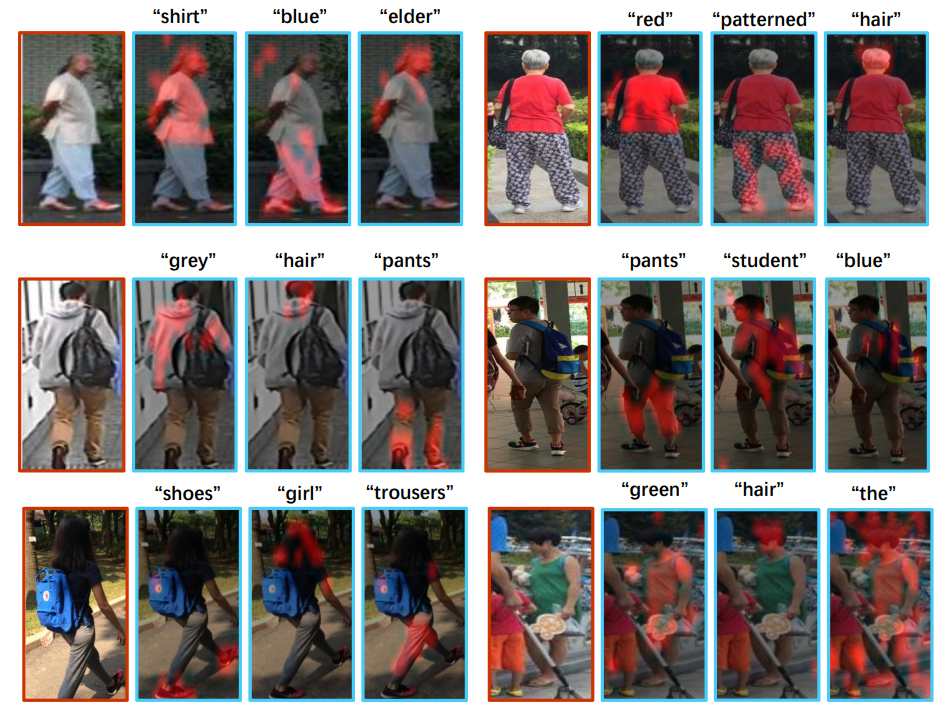 “shirt” “blue” “elder”
“red” “patterned” “hair”
“grey” “hair” “pants”
“pants” “student” “blue”
“shoes” “girl” “trousers”
“green” “hair” “the”